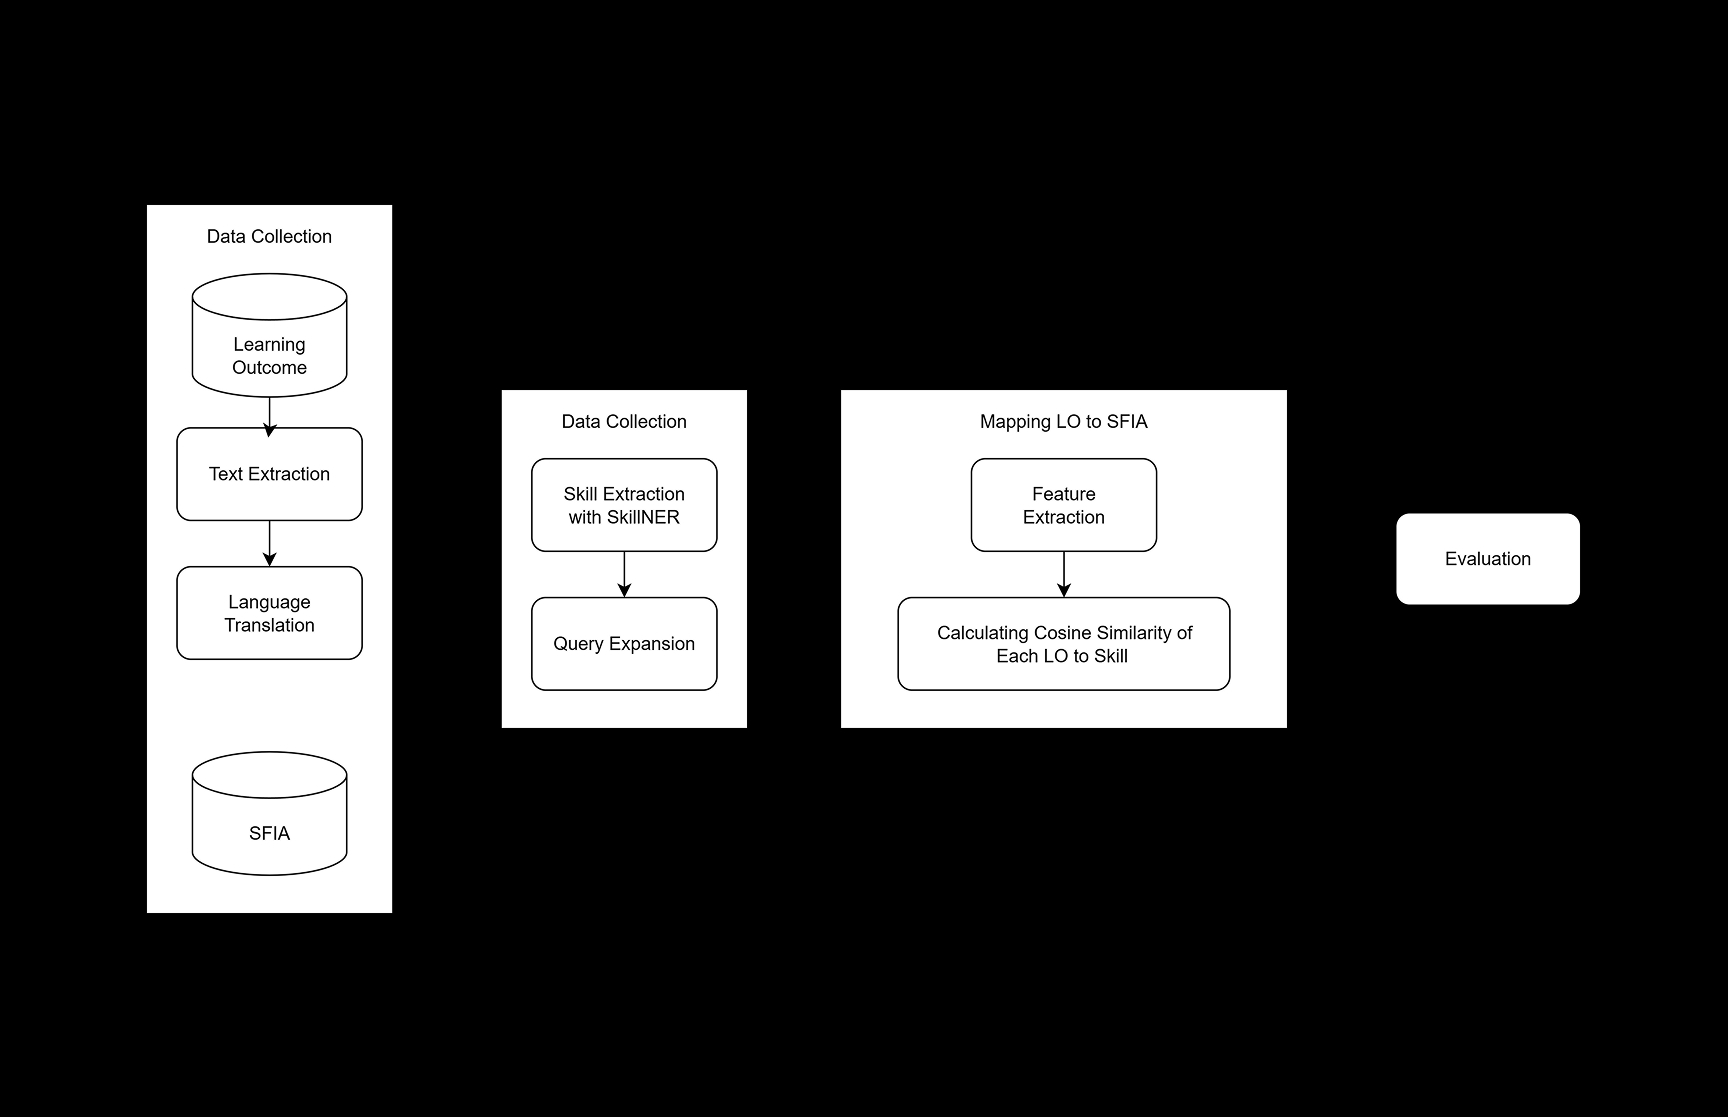 Data Collection
Learning
Outcome
Text Extraction
Language
Translation
SFIA
Data Collection
Skill Extraction
with SkillNER
Query Expansion
Mapping LO to SFIA
Feature
Extraction
Calculating Cosine Similarity of
Each LO to Skill
Evaluation